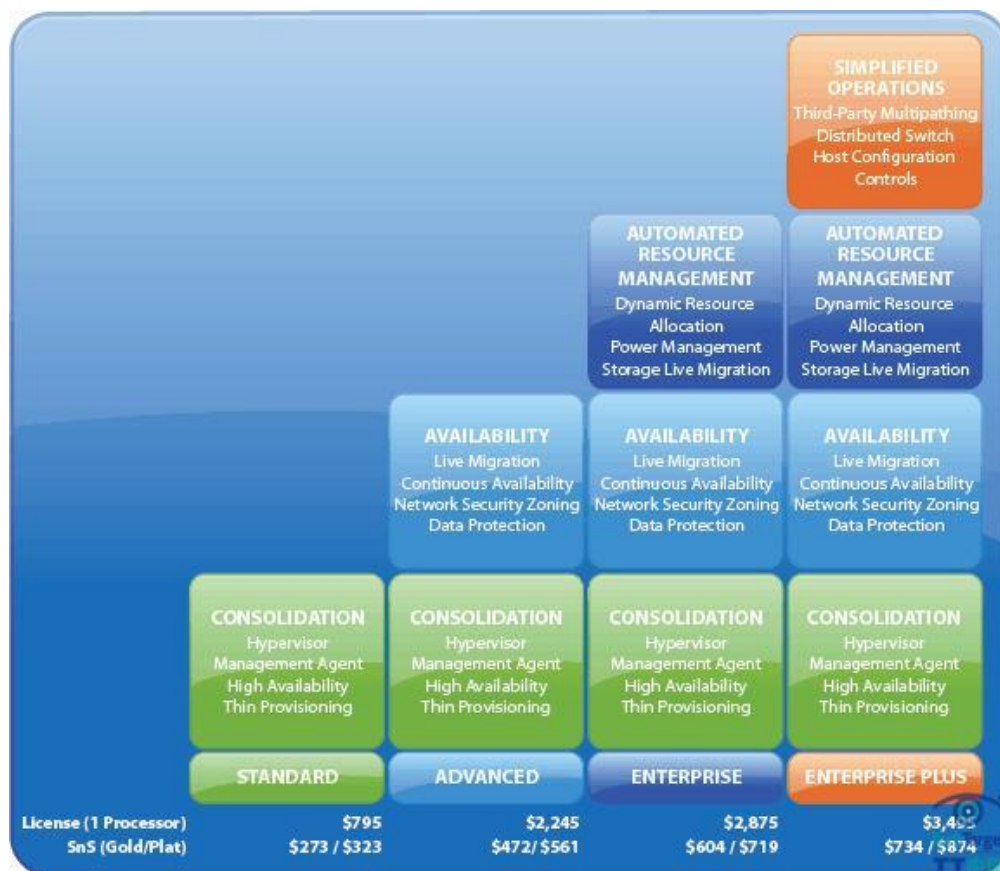 SIMPLIFIED
OPERATIONS
Third-Party Multipathing
Distributed Switch
Host Configuration
Controls
AUTOMATED
RESOURCE
MANAGEMENT
Dynamic Resource
Allocation
Power Management
Storage Live Migration
AUTOMATED
RESOURCE
MANAGEMENT
Dynamic Resource
Allocation
Power Management
Storage Live Migration
AVAILABILITY
Live Migration
Continuous Availability
Network Security Zoning
Data Protection
AVAILABILITY
Live Migration
Continuous Availability
Network Security Zoning
Data Protection
AVAILABILITY
Live Migration
Continuous Availability
Network Security Zoning
Data Protection
CONSOLIDATION
Hypervisor
Management Agent
High Availability
Thin Provisioning
CONSOLIDATION
Hypervisor
Management Agent
High Availability
Thin Provisioning
CONSOLIDATION
Hypervisor
Management Agent
High Availability
Thin Provisioning
CONSOLIDATION
Hypervisor
Management Agent
High Availability
Thin Provisioning
STANDARD ADVANCED ENTERPRISE ENTERPRISE PLUS
License (1 Processor) $795 $2,245 $2,875
SnS (Gold/Plat) $273 / $323 $472/ $561 $604 / $719 $734 / $874